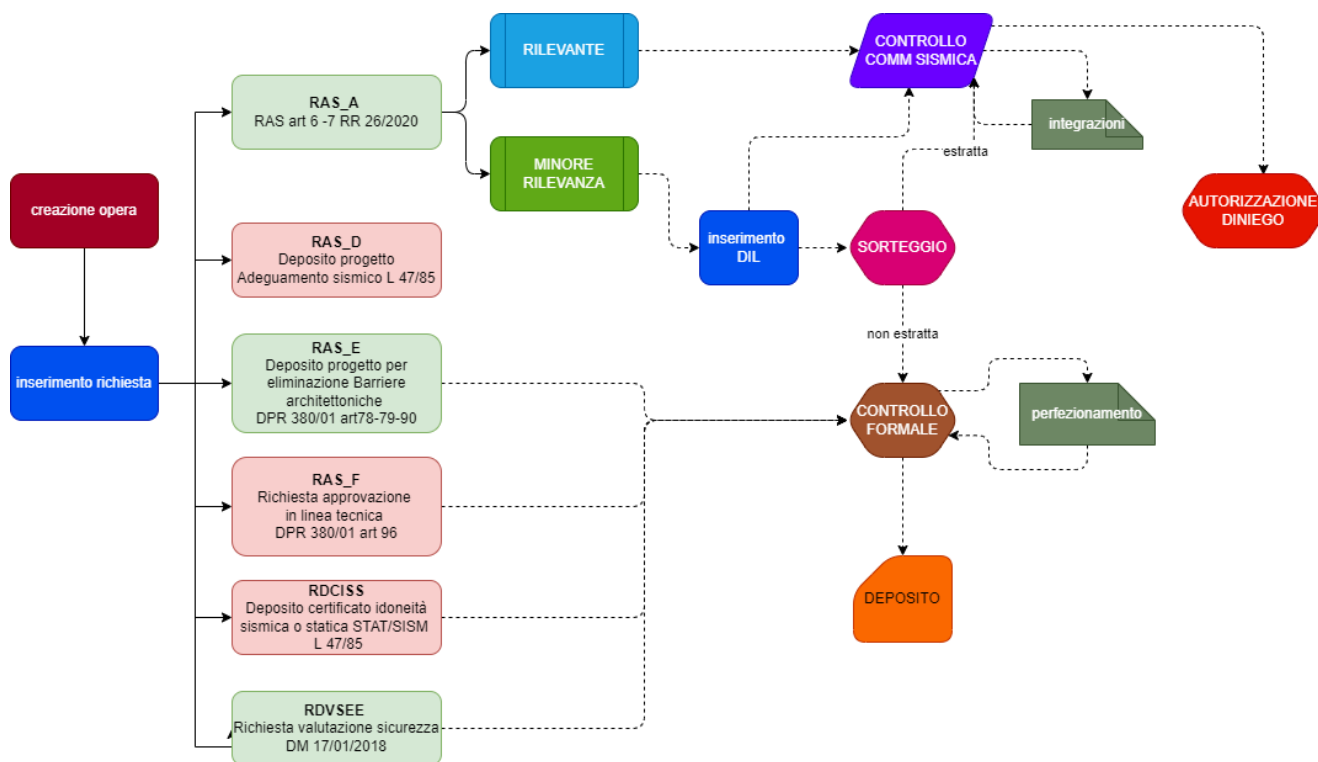 creazione opera
inserimento richiesta
RAS_A
RAS art 6 -7 RR 26/2020
RAS_D
Deposito progetto
Adeguamento sismico L 47/85
RAS_E
Deposito progetto per
eliminazione Barriere
architettoniche
DPR 380/01 art78-79-90
RAS_F
Richiesta approvazione
in linea tecnica
DPR 380/01 art 96
RDCISS
Deposito certificato idoneità
sismica o statica STAT/SISM
L 47/85
RDVSEE
Richiesta valutazione sicurezza
DM 17/01/2018
RILEVANTE
MINORE
RILEVANZA
inserimento
DIL
CONTROLLO
COMM SISMICA
integrazioni
estratta
SORTEGGIO
AUTORIZZAZIONE
DINIEGO
non estratta
CONTROLLO
FORMALE
perfezionamento
DEPOSITO